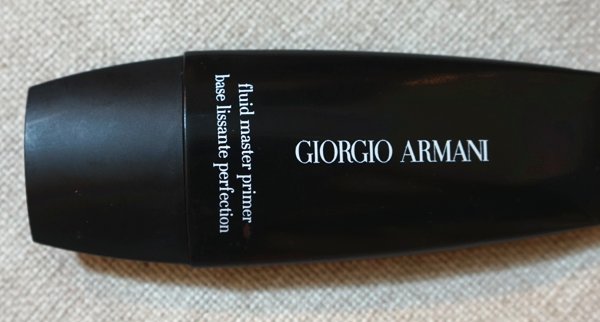 GIORGIO ARMANI
fluid master primer
base lissante perfection